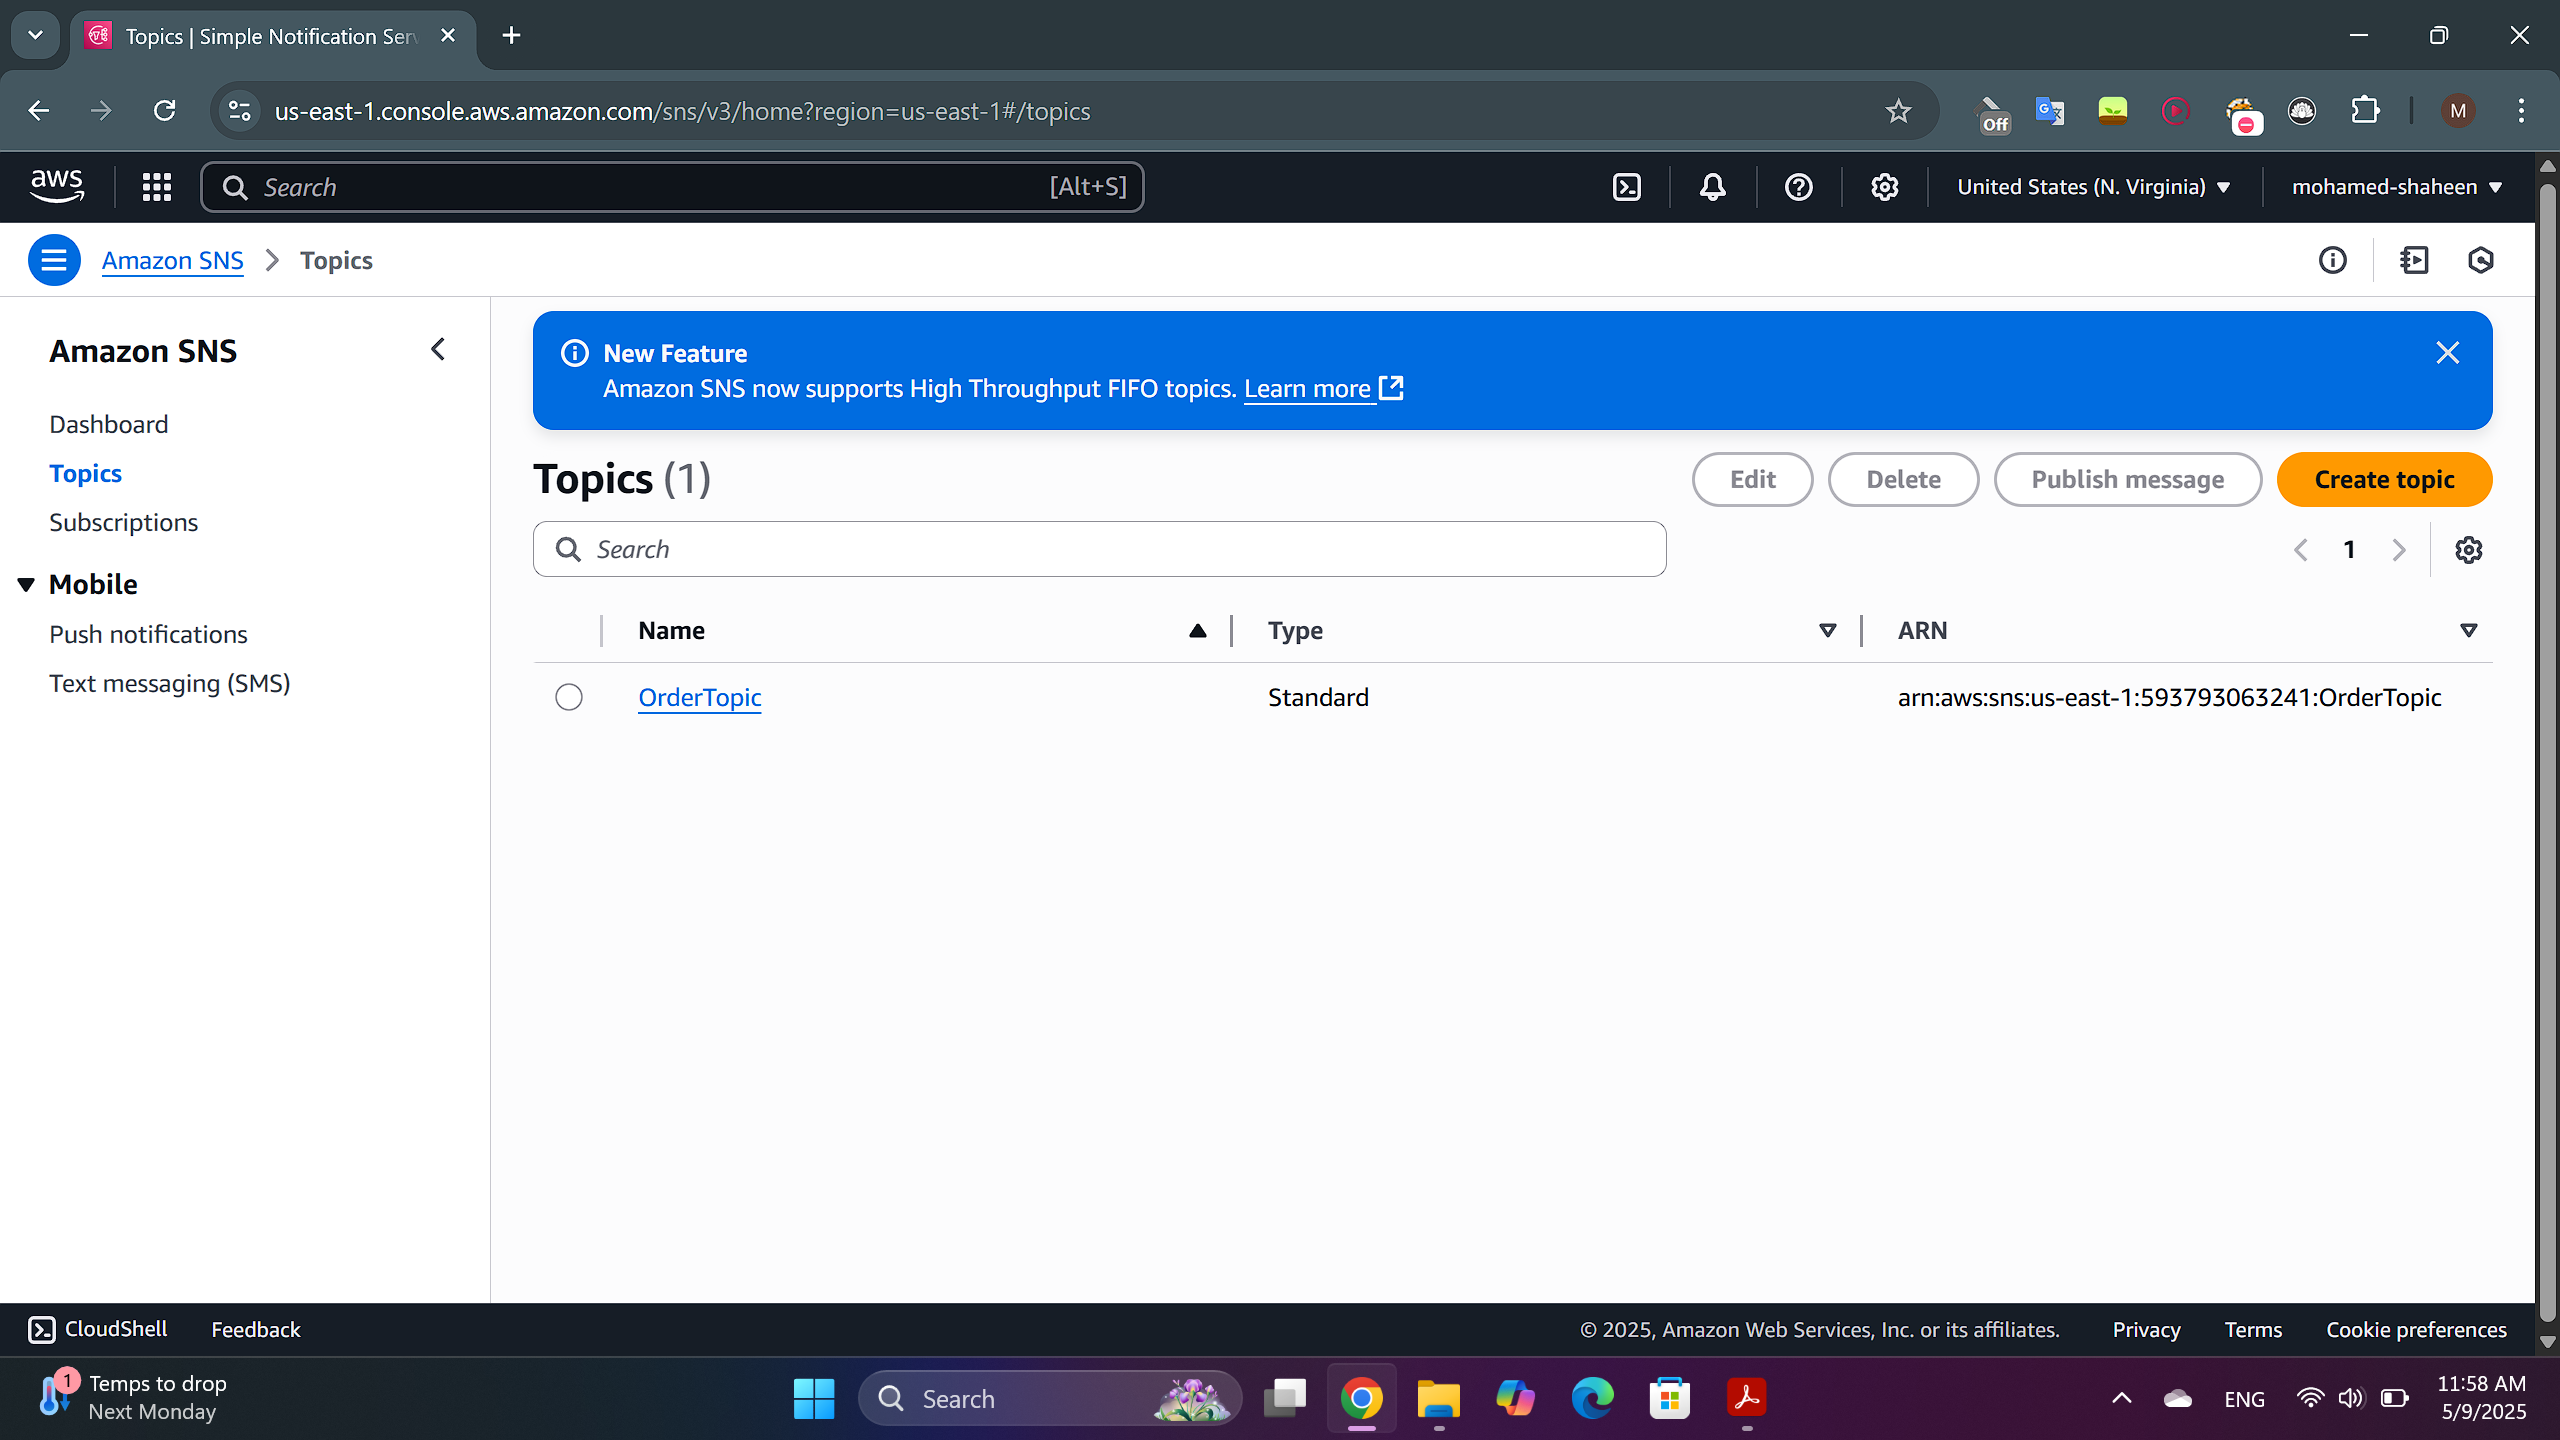 Topics | Simple Notification Ser
us-east-1.console.aws.amazon.com/sns/v3/home?region=us-east-1#/topics
Off
M
aws
Search
[Alt+S]
United States (N. Virginia)
mohamed-shaheen
Amazon SNS
Topics
Amazon SNS
Dashboard
Topics
Subscriptions
Mobile
Push notifications
Text messaging (SMS)
New Feature
Amazon SNS now supports High Throughput FIFO topics. Learn more
Topics (1)
Edit
Delete
Publish message
Create topic
Search
1
Name
Type
ARN
OrderTopic
Standard
arn:aws:sns:us-east-1:593793063241:OrderTopic
CloudShell
Feedback
© 2025, Amazon Web Services, Inc. or its affiliates.
Privacy
Terms
Cookie preferences
1
Temps to drop
Next Monday
Search
ENG
11:58 AM
5/9/2025